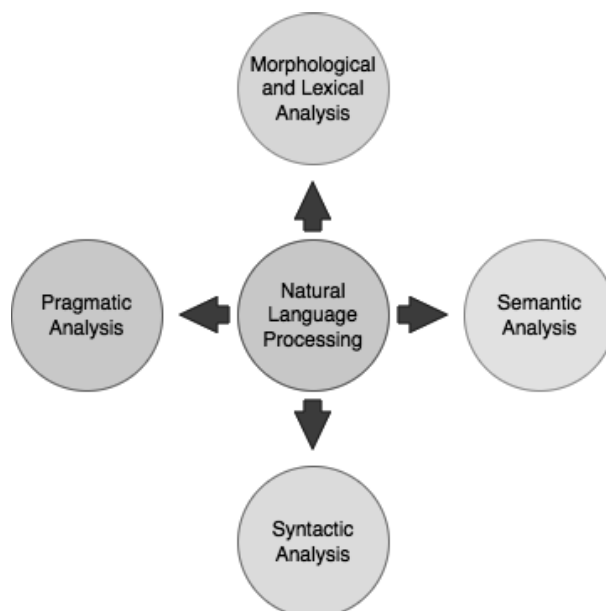 Morphological
and Lexical
Analysis
Pragmatic
Analysis
Natural
Language
Processing
Semantic
Analysis
Syntactic
Analysis